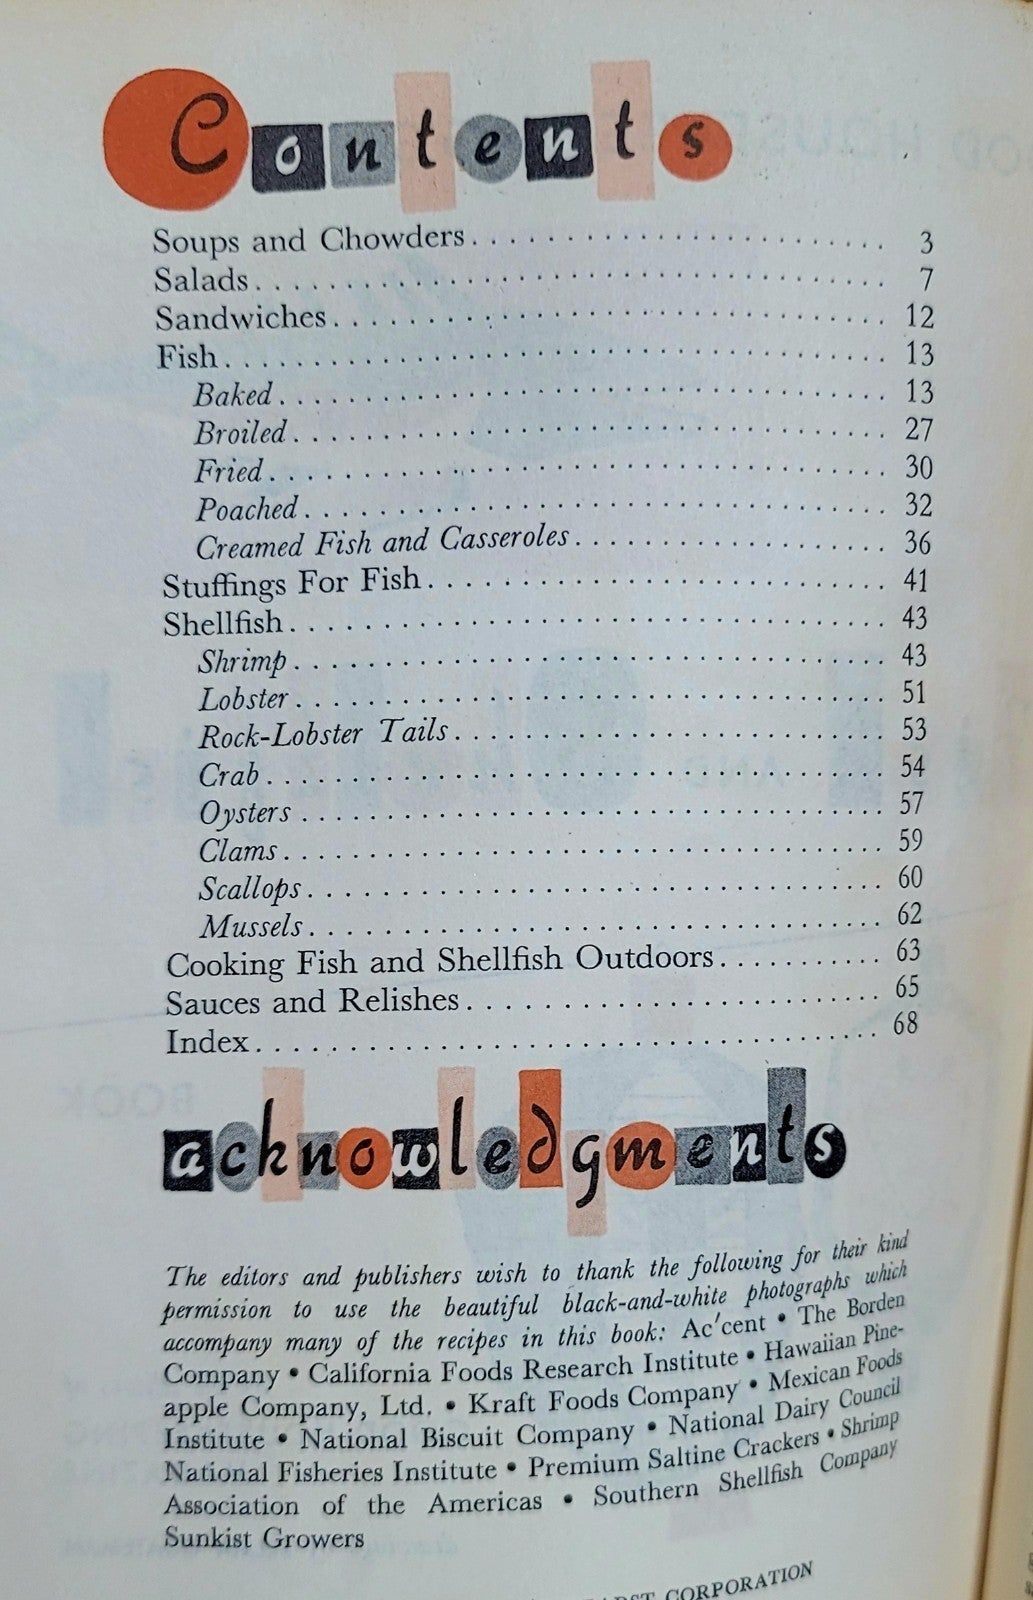 Contents
Soups and Chowders........................ 3
Salads........................ 7
Sandwiches........................ 12
Fish........................ 13
Baked........................ 13
Broiled........................ 27
Fried........................ 30
Poached........................ 32
Creamed Fish and Casseroles........................ 36
Stuffings For Fish........................ 41
Shellfish........................ 43
Shrimp........................ 43
Lobster........................ 51
Rock-Lobster Tails........................ 53
Crab........................ 54
Oysters........................ 57
Clams........................ 59
Scallops........................ 60
Mussels........................ 62
Cooking Fish and Shellfish Outdoors............ 63
Sauces and Relishes........................ 65
Index........................ 68
acknowledgments
The editors and publishers wish to thank the following for their kind
permission to use the beautiful black-and-white photographs which
accompany many of the recipes in this book: Ac'cent • The Borden
Company • California Foods Research Institute • Hawaiian Pine-
apple Company, Ltd. • Kraft Foods Company • Mexican Foods
Institute • National Biscuit Company • National Dairy Council
National Fisheries Institute • Premium Saltine Crackers • Shrimp
Association of the Americas • Southern Shellfish Company
Sunkist Growers
CORPORATION